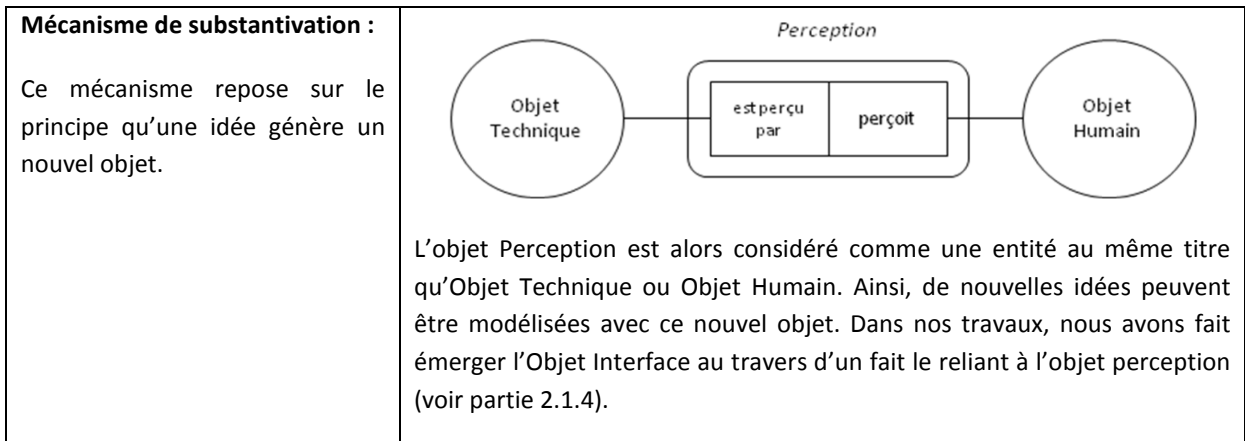 Mécanisme de substantivation :
Ce mécanisme repose sur le
principe qu’une idée génère un
nouvel objet.
Perception
Objet
Technique
est perçu
par
perçoit
Objet
Humain
L’objet Perception est alors considéré comme une entité au même titre
qu’Objet Technique ou Objet Humain. Ainsi, de nouvelles idées peuvent
être modélisées avec ce nouvel objet. Dans nos travaux, nous avons fait
émerger l’Objet Interface au travers d’un fait le reliant à l’objet perception
(voir partie 2.1.4).